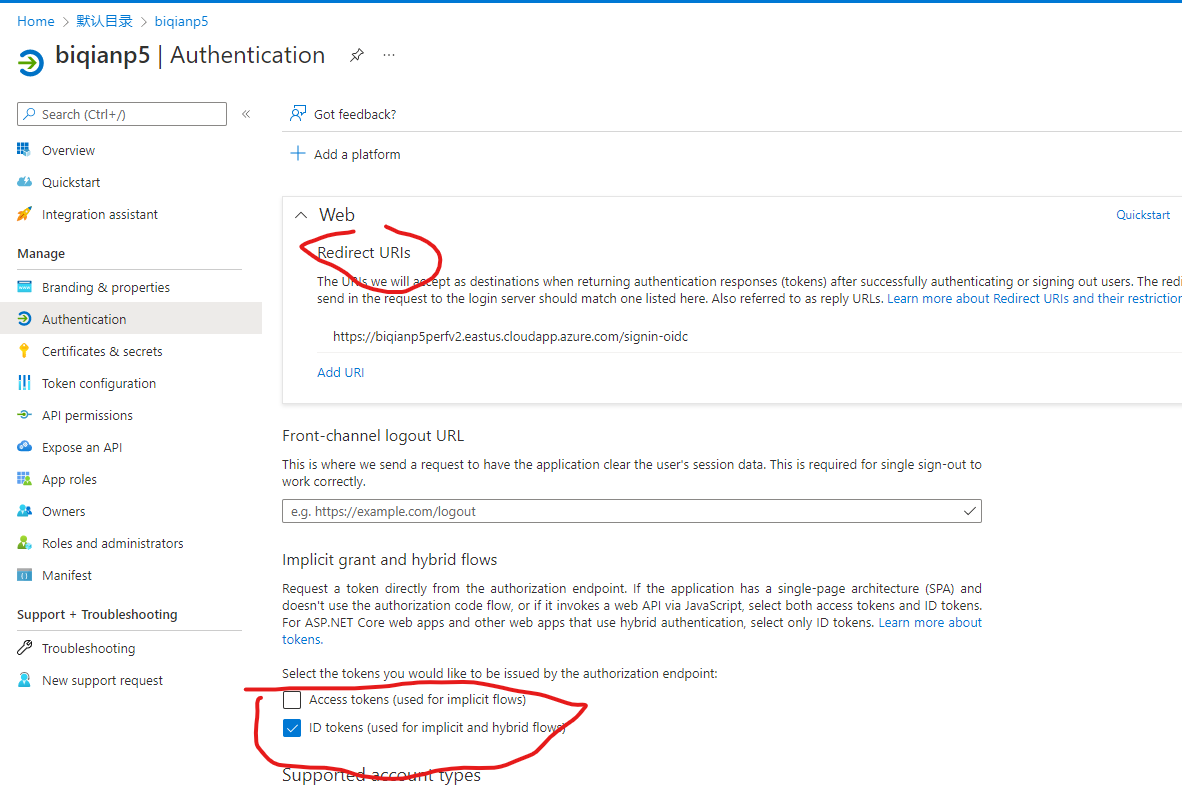 Home > 默认目录 > biqianp5
biqianp5 | Authentication
Search (Ctrl+/)
Overview
Quickstart
Integration assistant
Manage
Branding & properties
Authentication
Certificates & secrets
Token configuration
API permissions
Expose an API
App roles
Owners
Roles and administrators
Manifest
Support + Troubleshooting
Troubleshooting
New support request
Got feedback?
Add a platform
Web
Quickstart
Redirect URIs
The URIs we will accept as destinations when returning authentication responses (tokens) after successfully authenticating or signing out users. The redi
send in the request to the login server should match one listed here. Also referred to as reply URLs. Learn more about Redirect URIs and their restriction
https://biqianp5perfv2.eastus.cloudapp.azure.com/signin-oidc
Add URI
Front-channel logout URL
This is where we send a request to have the application clear the user's session data. This is required for single sign-out to
work correctly.
e.g. https://example.com/logout
Implicit grant and hybrid flows
Request a token directly from the authorization endpoint. If the application has a single-page architecture (SPA) and
doesn't use the authorization code flow, or if it invokes a web API via JavaScript, select both access tokens and ID tokens.
For ASP.NET Core web apps and other web apps that use hybrid authentication, select only ID tokens. Learn more about
tokens.
Select the tokens you would like to be issued by the authorization endpoint:
Access tokens (used for implicit flows)
ID tokens (used for implicit and hybrid flows)
Supported account types